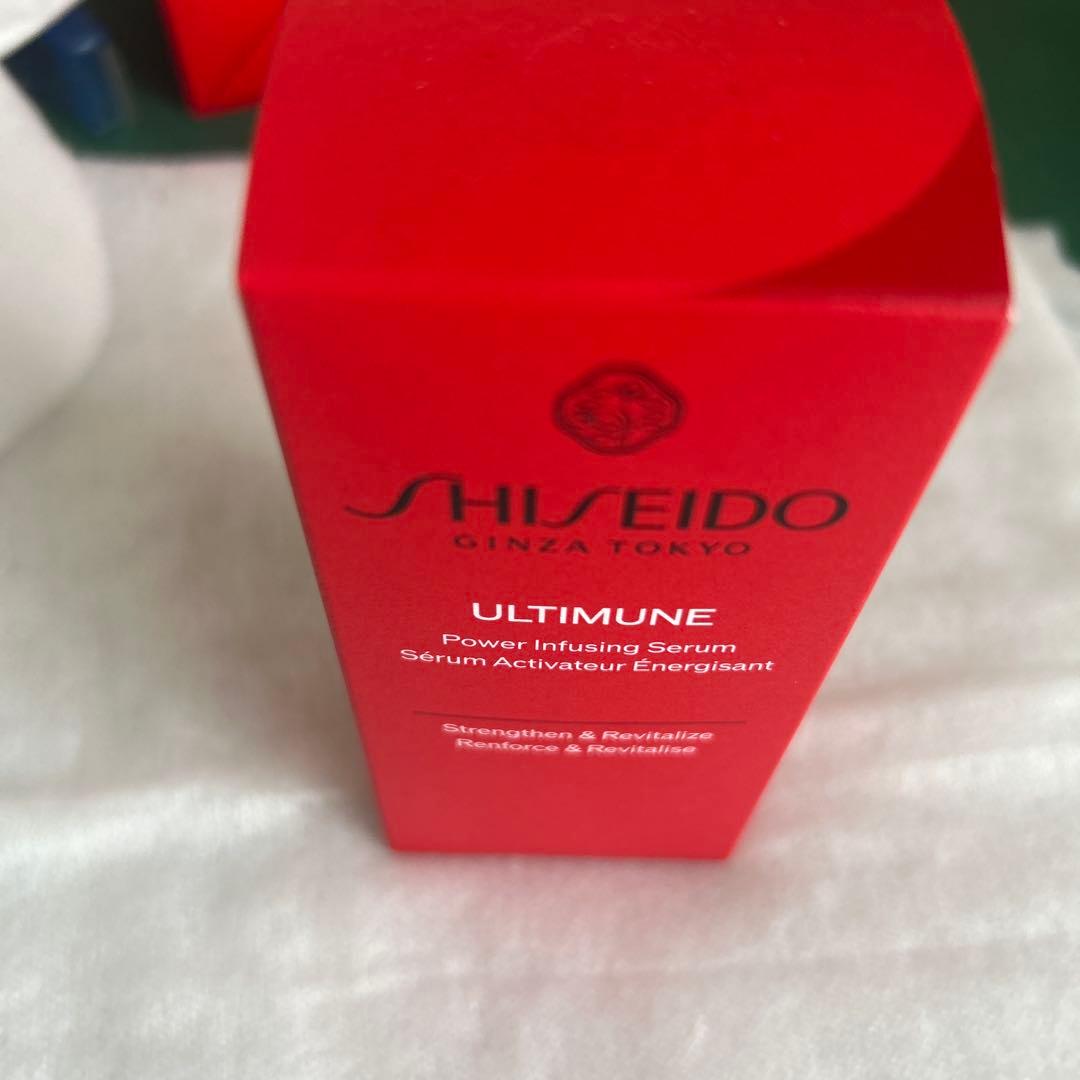 SHISEIDO
GINZA TOKYO
ULTIMUNE
Power Infusing Serum
Sérum Activateur Énergisant
Strengthen & Revitalize
Renforce & Revitalise